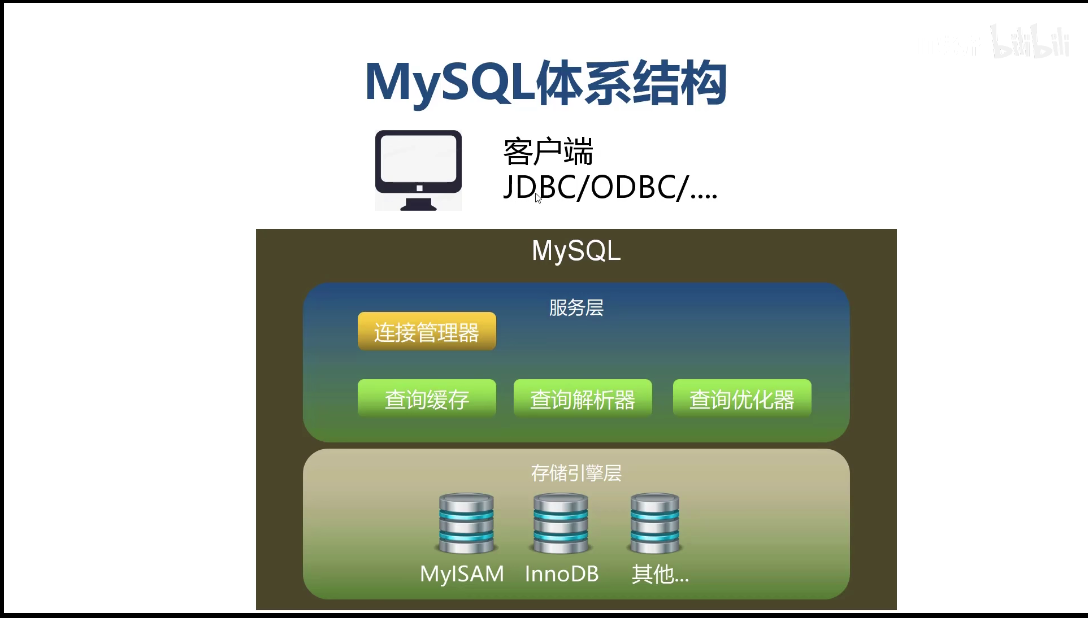 bilibili
MySQL体系结构
客户端
JDBC/ODBC/....
MySQL
服务层
连接管理器
查询缓存 查询解析器 查询优化器
存储引擎层
MyISAM InnoDB 其他...